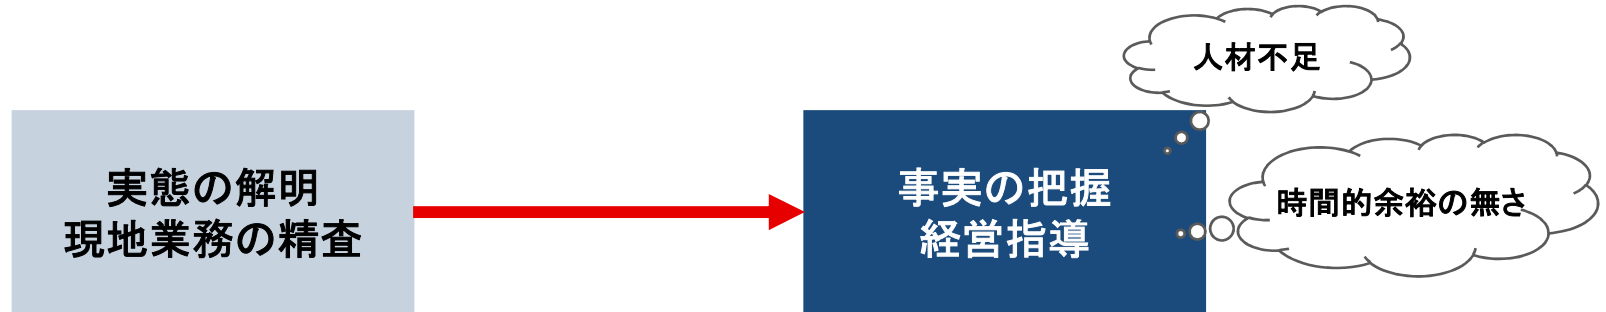 実態の解明
現地業務の精査
事実の把握
経営指導
人材不足
時間的余裕の無さ